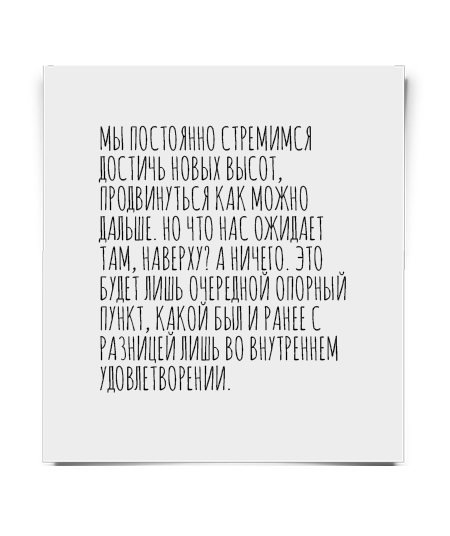 МЫ ПОСТОЯННО СТРЕМИМСЯ
ДОСТИЧЬ НОВЫХ ВЫСОТ,
ПРОДВИНУТЬСЯ КАК МОЖНО
ДАЛЬШЕ. НО ЧТО НАС ОЖИДАЕТ
ТАМ, НАВЕРХУ? А НИЧЕГО. ЭТО
БУДЕТ ЛИШЬ ОЧЕРЕДНОЙ ОПОРНЫЙ
ПУНКТ, КАКОЙ БЫЛ И РАНЕЕ С
РАЗНИЦЕЙ ЛИШЬ ВО ВНУТРЕННЕМ
УДОВЛЕТВОРЕНИИ.